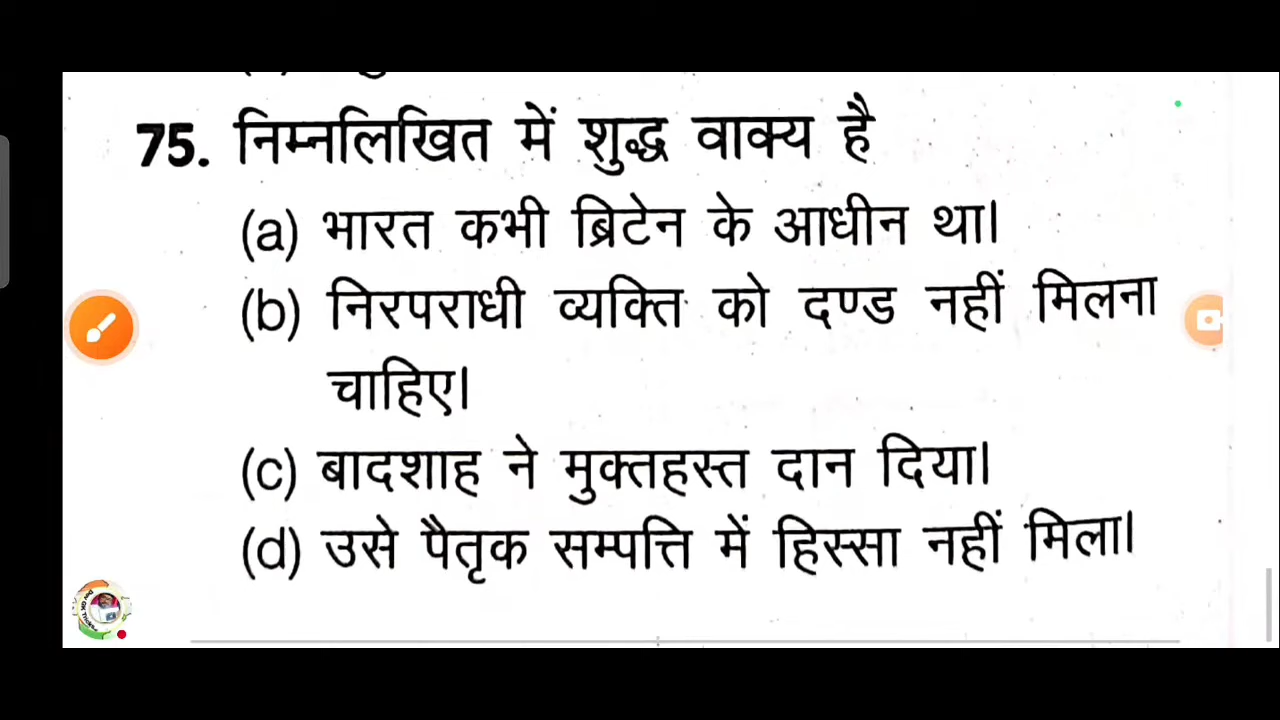 75. निम्नलिखित में शुद्ध वाक्य है
(a) भारत कभी ब्रिटेन के आधीन था।
(b) निरपराधी व्यक्ति को दण्ड नहीं मिलना
चाहिए।
(c) बादशाह ने मुक्तहस्त दान दिया।
(d) उसे पैतृक सम्पत्ति में हिस्सा नहीं मिला।